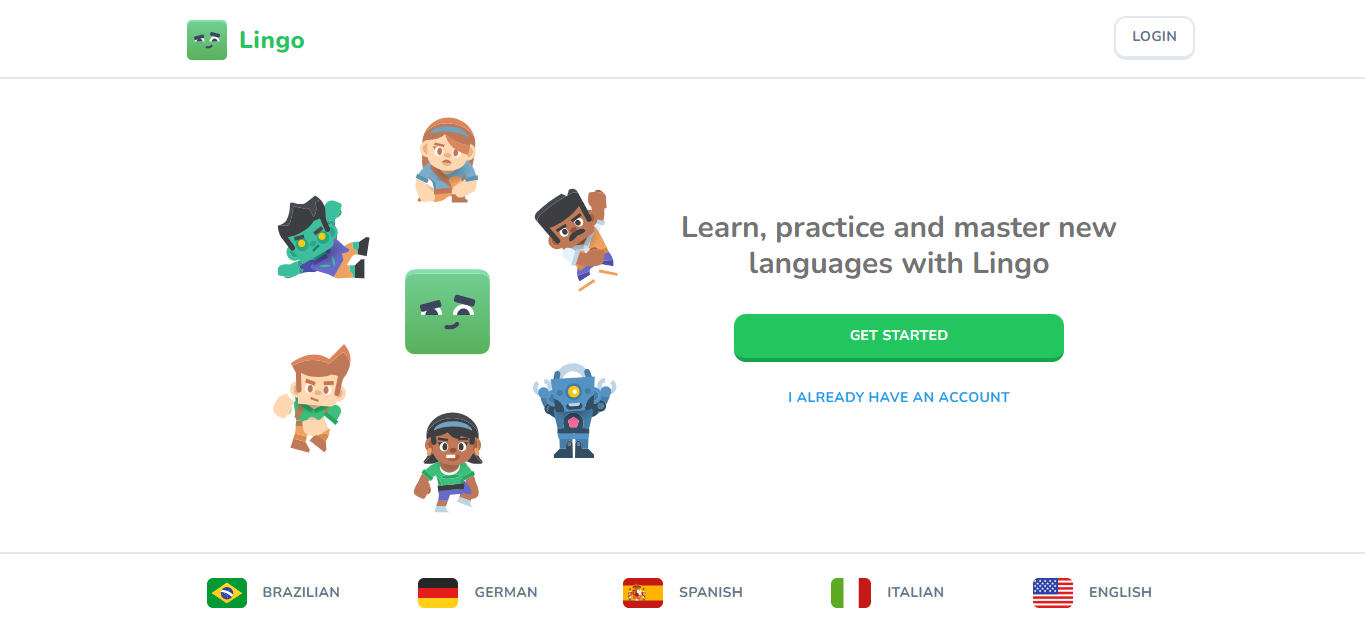 Lingo
LOGIN
Learn, practice and master new
languages with Lingo
GET STARTED
I ALREADY HAVE AN ACCOUNT
BRAZILIAN
GERMAN
SPANISH
ITALIAN
ENGLISH